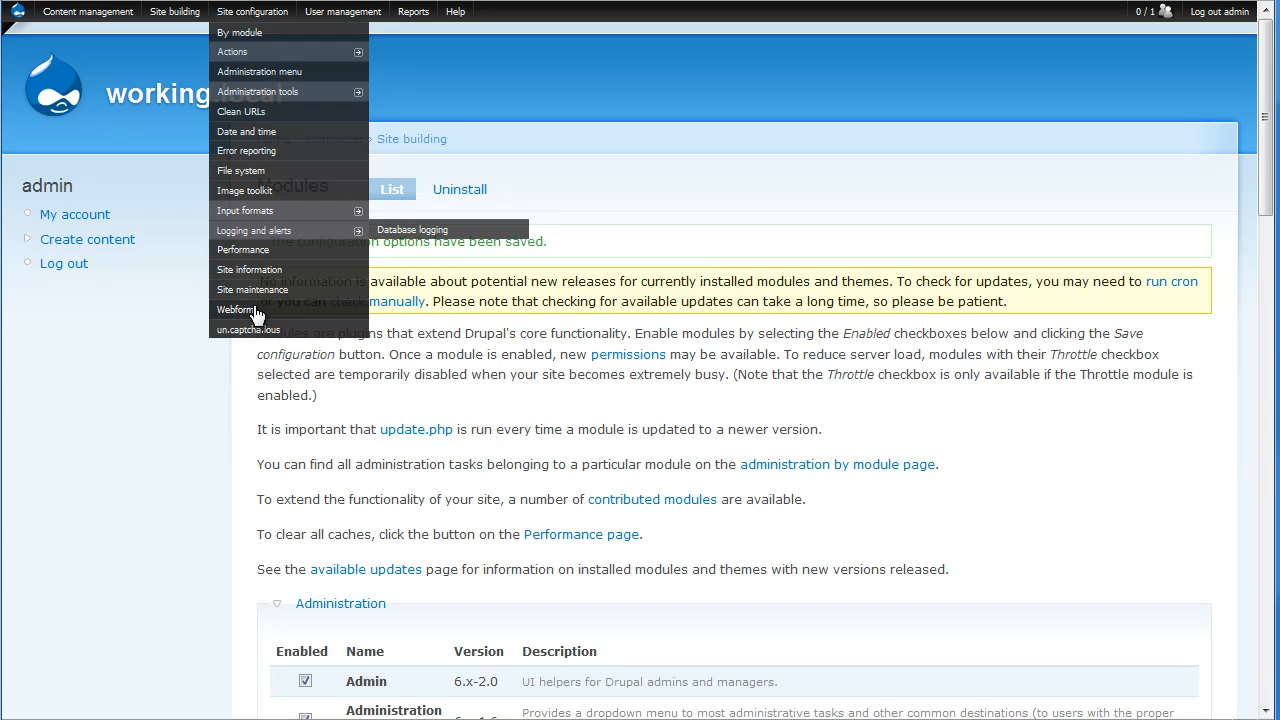 Content management Site building Site configuration User management Reports Help 0 / 1 Log out admin
By module
Actions
Administration menu
Administration tools
Clean URLs
Date and time
Error reporting
File system
Image toolkit
Input formats
Logging and alerts
Database logging
Performance
Site information
Site maintenance
Webform
un.captcha.lous
working.local
› Site building
admin
My account
Create content
Log out
Modules List Uninstall
The configuration options have been saved.
No information is available about potential new releases for currently installed modules and themes. To check for updates, you may need to run cron
or you can check manually. Please note that checking for available updates can take a long time, so please be patient.
Modules are plugins that extend Drupal's core functionality. Enable modules by selecting the Enabled checkboxes below and clicking the Save
configuration button. Once a module is enabled, new permissions may be available. To reduce server load, modules with their Throttle checkbox
selected are temporarily disabled when your site becomes extremely busy. (Note that the Throttle checkbox is only available if the Throttle module is
enabled.)
It is important that update.php is run every time a module is updated to a newer version.
You can find all administration tasks belonging to a particular module on the administration by module page.
To extend the functionality of your site, a number of contributed modules are available.
To clear all caches, click the button on the Performance page.
See the available updates page for information on installed modules and themes with new versions released.
Administration
Enabled Name Version Description
Admin 6.x-2.0 UI helpers for Drupal admins and managers.
Administration
Provides a dropdown menu to most administrative tasks and other common destinations (to users with the proper